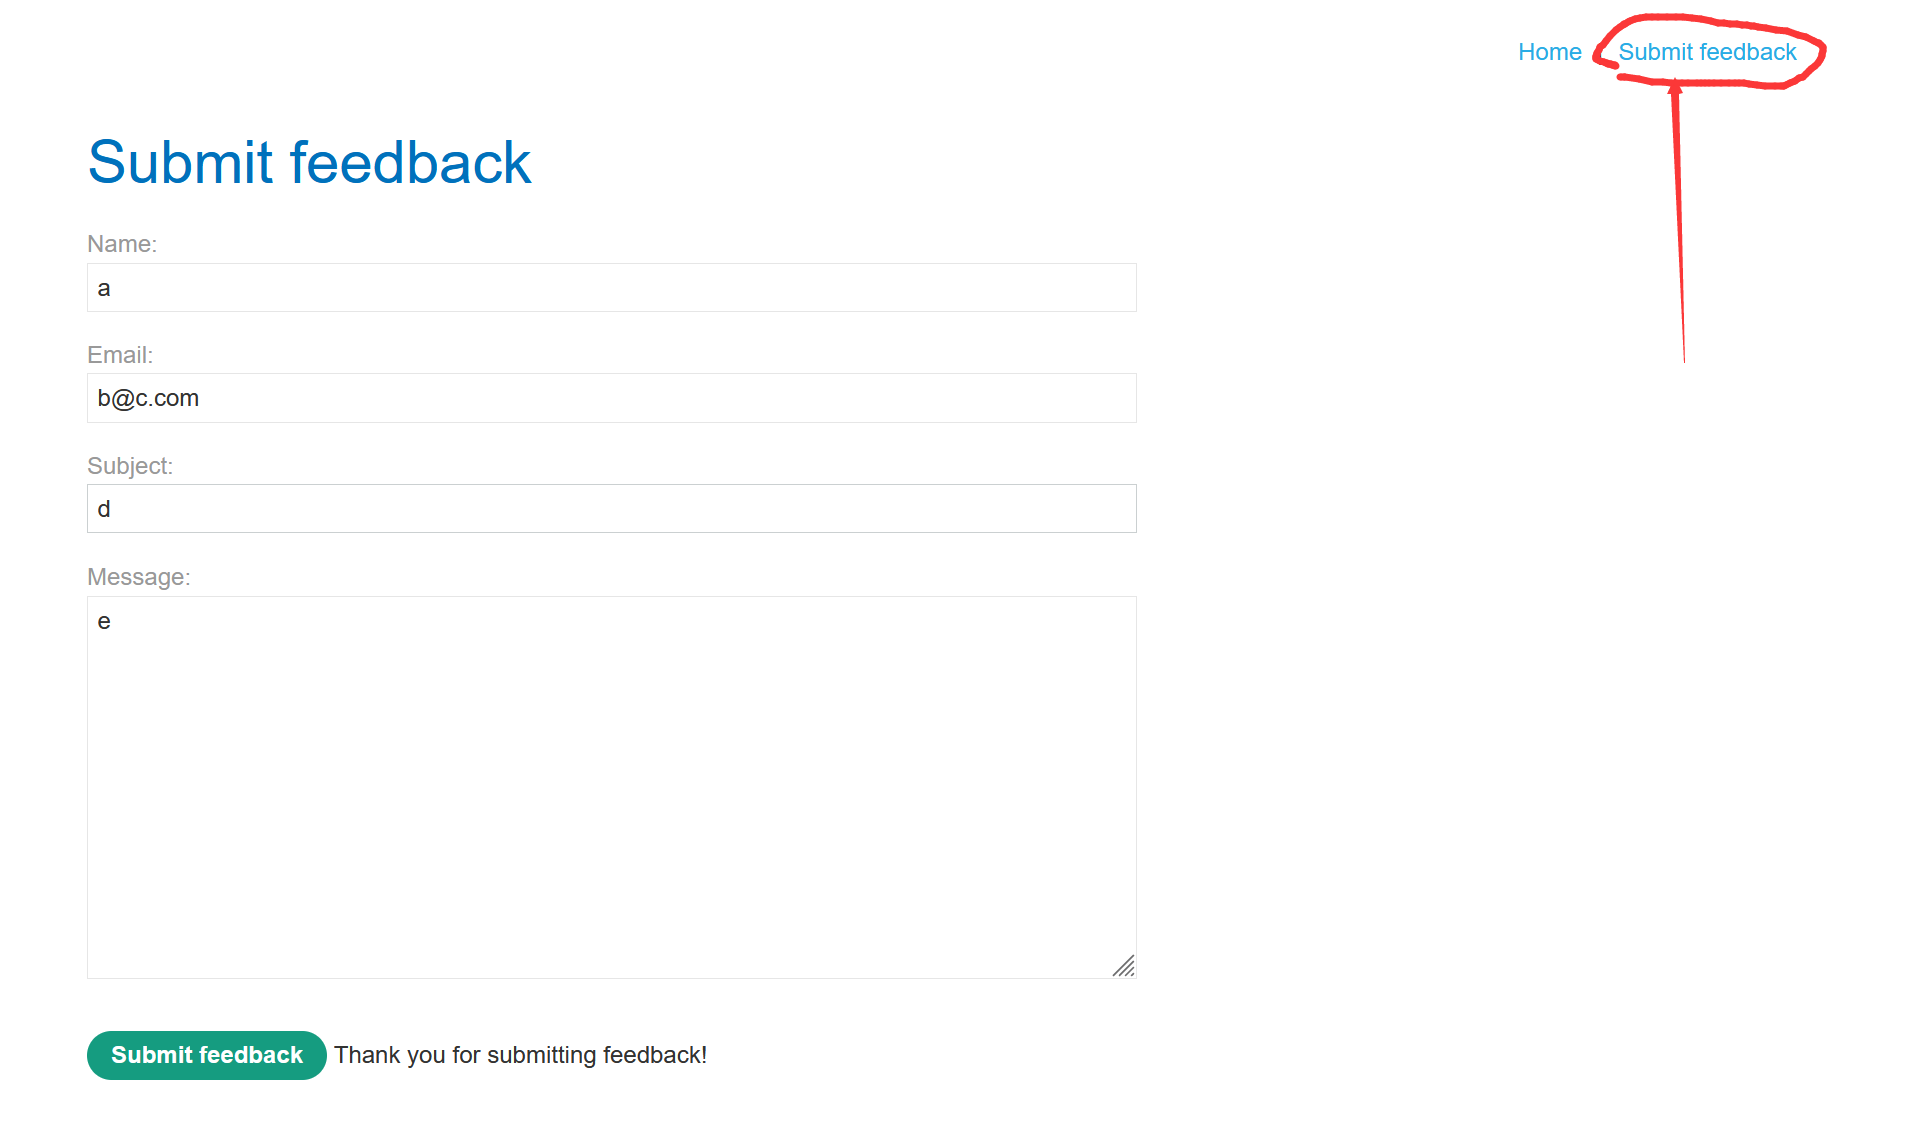 Home Submit feedback
Submit feedback
Name:
a
Email:
b@c.com
Subject:
d
Message:
e
Submit feedback Thank you for submitting feedback!